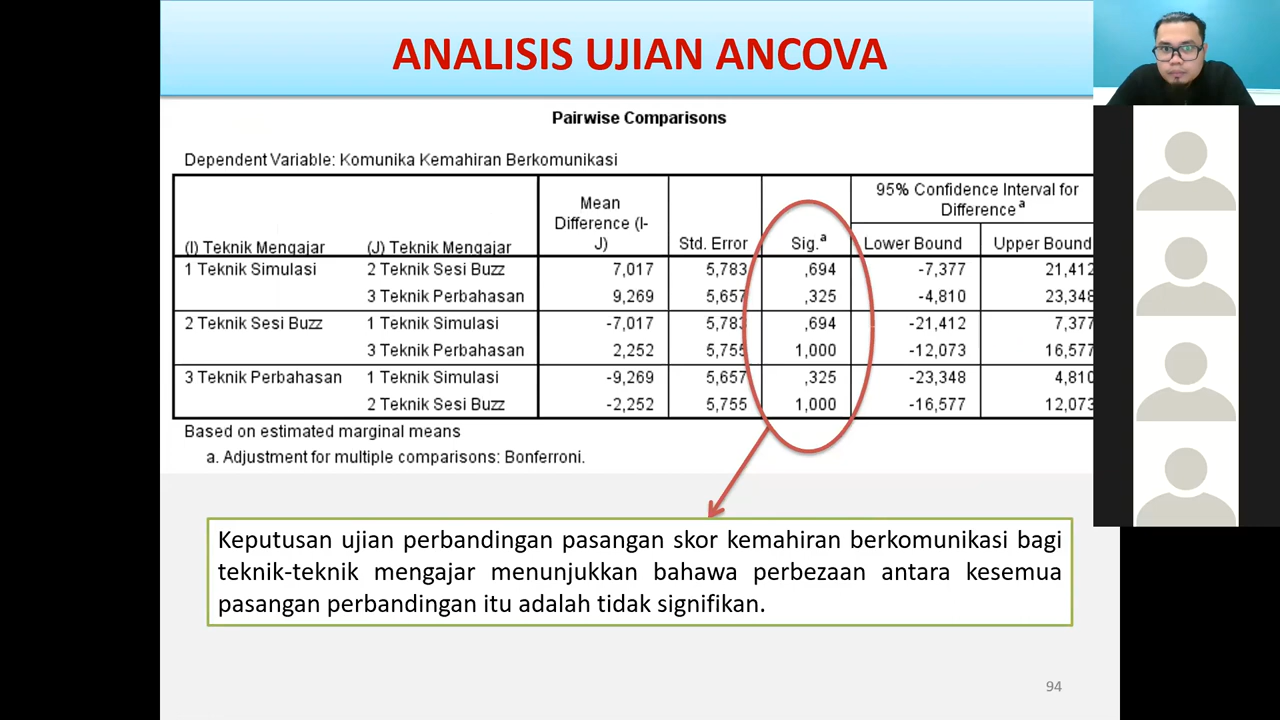 ANALISIS UJIAN ANCOVA
Pairwise Comparisons
Dependent Variable: Komunika Kemahiran Berkomunikasi
(I) Teknik Mengajar (J) Teknik Mengajar Mean Difference (I-J) Std. Error Sig.a 95% Confidence Interval for Difference a
Lower Bound Upper Bound
1 Teknik Simulasi 2 Teknik Sesi Buzz 7,017 5,783 ,694 -7,377 21,412
3 Teknik Perbahasan 9,269 5,657 ,325 -4,810 23,348
2 Teknik Sesi Buzz 1 Teknik Simulasi -7,017 5,783 ,694 -21,412 7,377
3 Teknik Perbahasan 2,252 5,755 1,000 -12,073 16,577
3 Teknik Perbahasan 1 Teknik Simulasi -9,269 5,657 ,325 -23,348 4,810
2 Teknik Sesi Buzz -2,252 5,755 1,000 -16,577 12,073
Based on estimated marginal means
a. Adjustment for multiple comparisons: Bonferroni.
Keputusan ujian perbandingan pasangan skor kemahiran berkomunikasi bagi
teknik-teknik mengajar menunjukkan bahawa perbezaan antara kesemua
pasangan perbandingan itu adalah tidak signifikan.
94